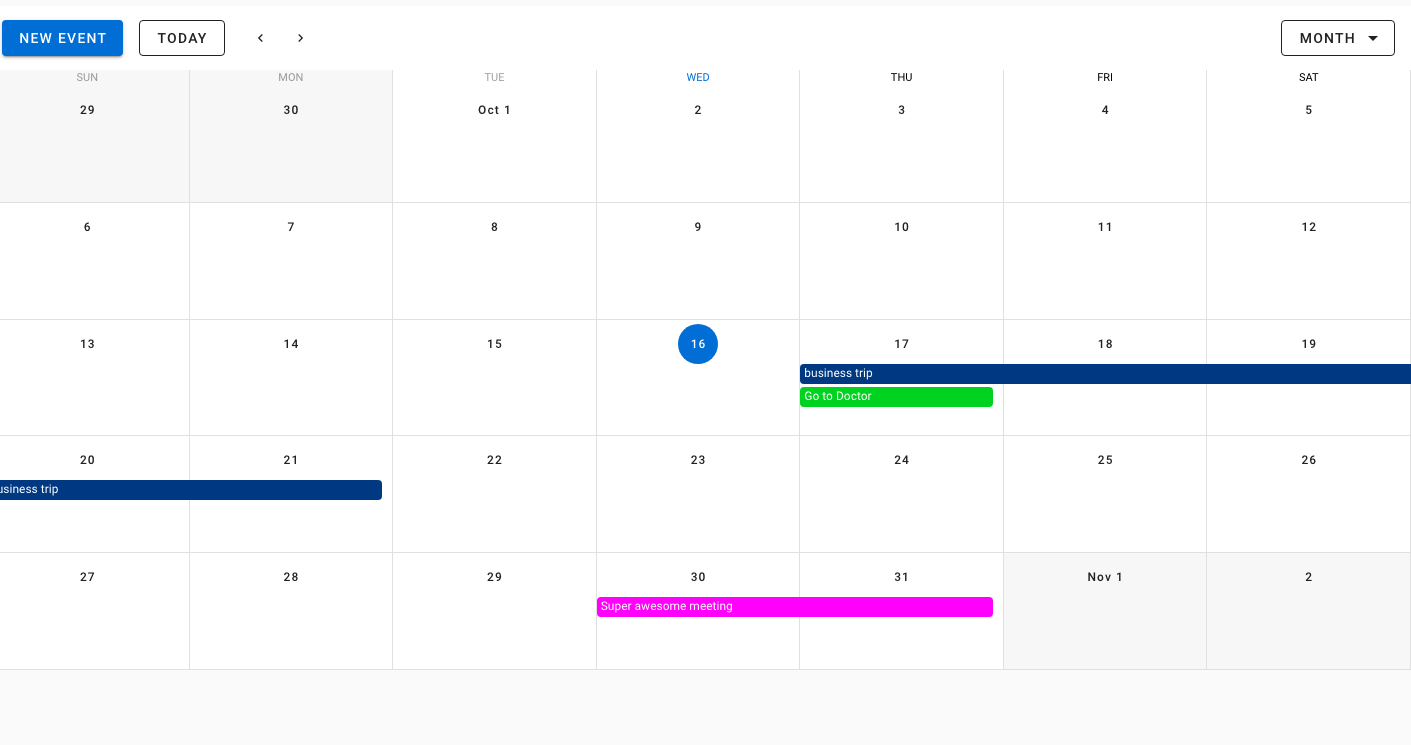 NEW EVENT TODAY MONTH
SUN MON TUE WED THU FRI SAT
29 30 Oct 1 2 3 4 5
6 7 8 9 10 11 12
13 14 15 16 17 18 19
business trip
Go to Doctor
20 21 22 23 24 25 26
usiness trip
27 28 29 30 31 Nov 1 2
Super awesome meeting